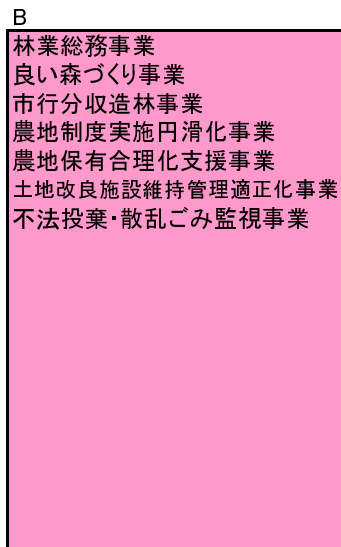 B
林業総務事業
良い森づくり事業
市行分収造林事業
農地制度実施円滑化事業
農地保有合理化支援事業
土地改良施設維持管理適正化事業
不法投棄・散乱ごみ監視事業